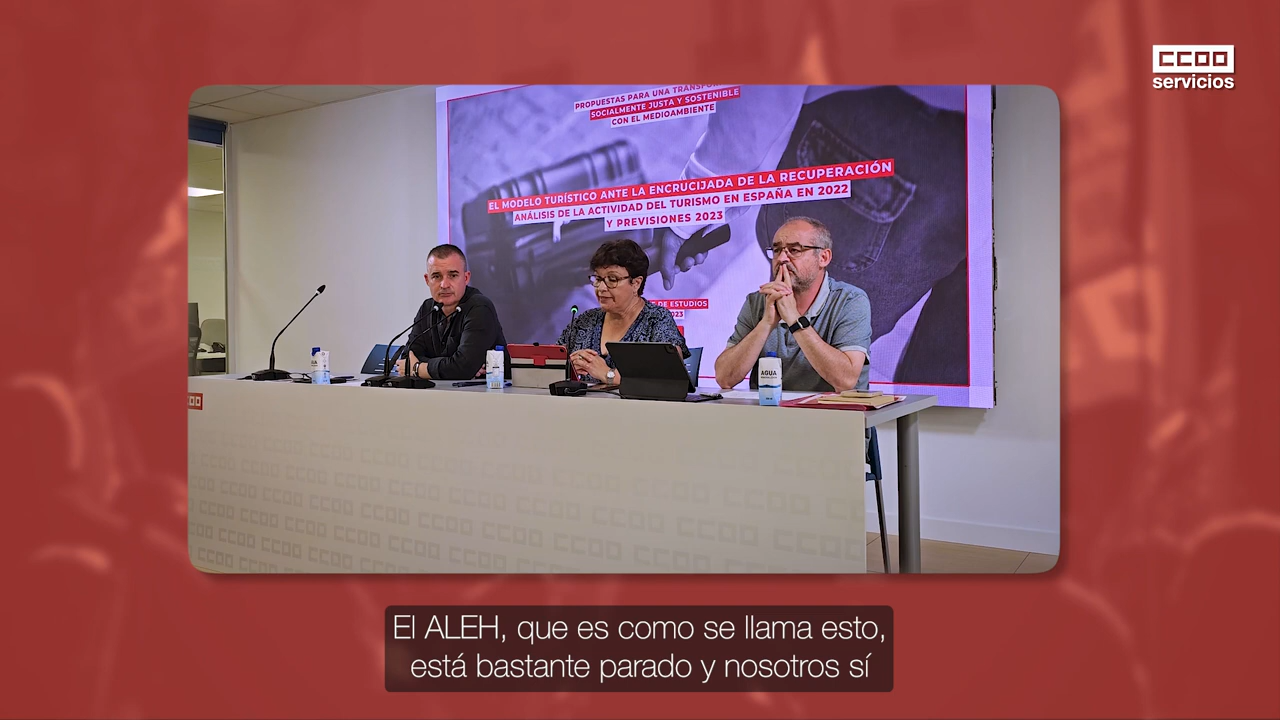 CCOO
servicios
PROPUESTAS PARA UNA
SOCIALMENTE JUSTA Y SOSTENIBLE
CON EL MEDIOAMBIENTE
EL MODELO TURÍSTICO ANTE LA ENCRUCIJADA DE LA RECUPERACIÓN
ANÁLISIS DE LA ACTIVIDAD DEL TURISMO EN ESPAÑA EN 2022
Y PREVISIONES 2023
DE ESTUDIOS
AGUA
El ALEH, que es como se llama esto,
está bastante parado y nosotros sí